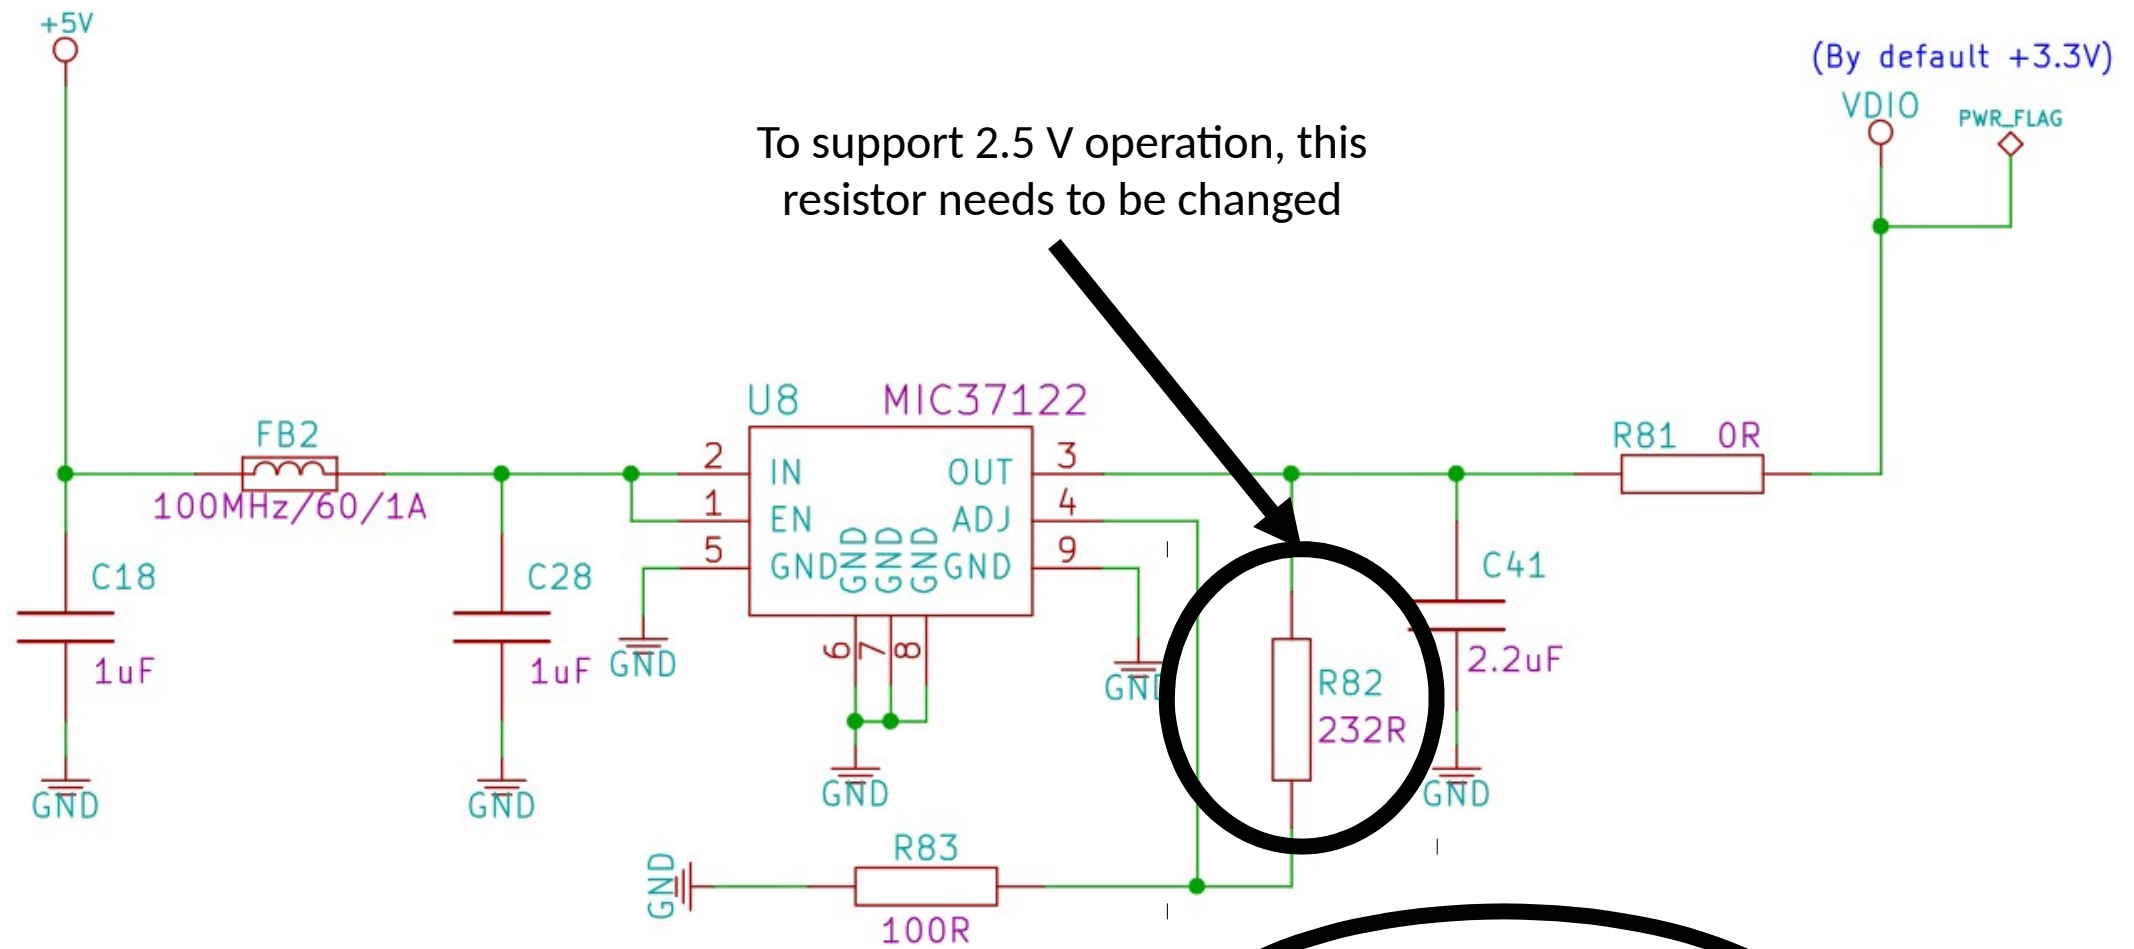 +5V
(By default +3.3V)
VDIO
PWR_FLAG
To support 2.5 V operation, this
resistor needs to be changed
U8 MIC37122
FB2
100MHz/60/1A
R81 0R
2 IN OUT 3
1 EN ADJ 4
5 GND GND GND GND GND 9
6 7 8
C18
1uF
C28
1uF
C41
2.2uF
GND
GND
R82
232R
GND
GND
GND
GND
R83
GND
100R